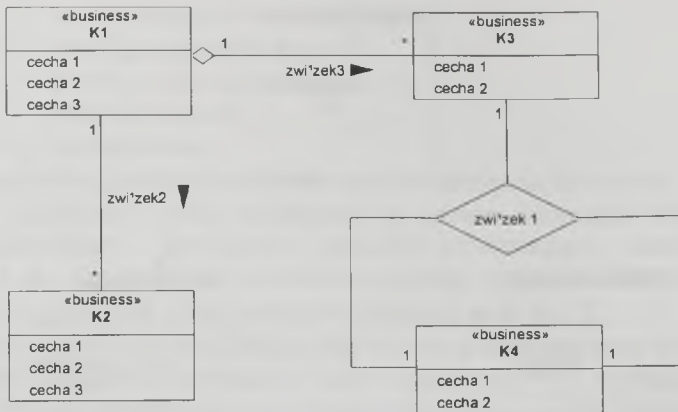 «business»
K1
cecha 1
cecha 2
cecha 3
1
zwi¹zek3
*
«business»
K3
cecha 1
cecha 2
1
1
zwi¹zek2
zwi¹zek 1
*
«business»
K2
cecha 1
cecha 2
cecha 3
1
«business»
K4
1
cecha 1
cecha 2